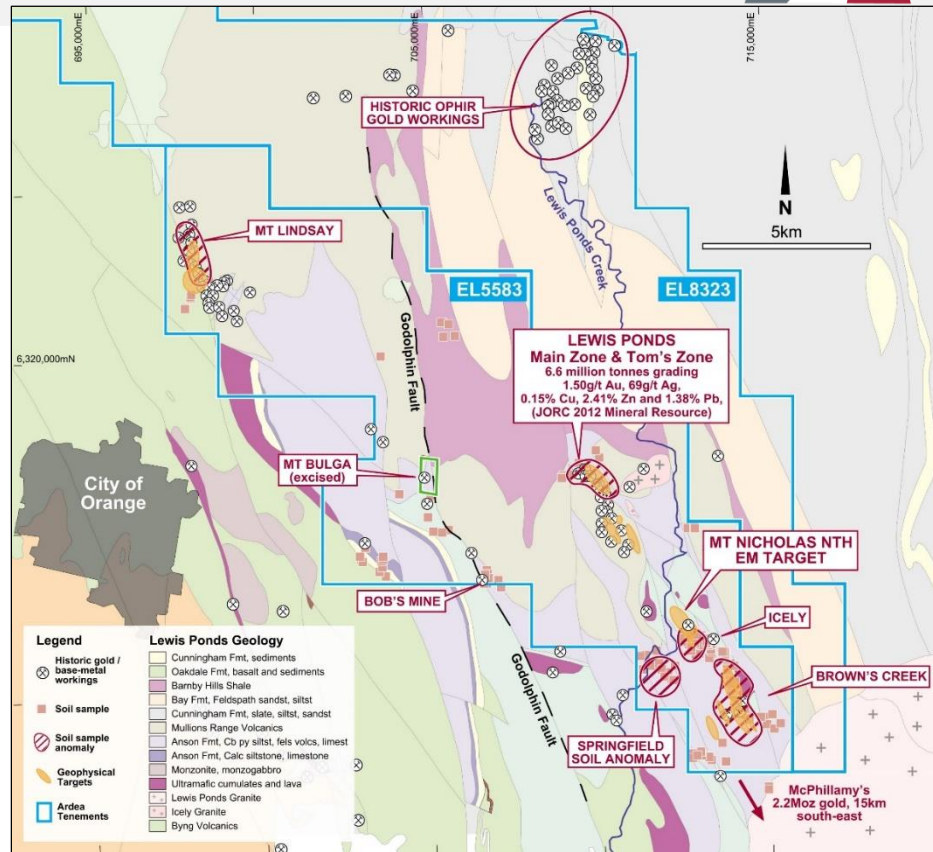 695,000mE
705,000mE
715,000mE
HISTORIC OPHIR
GOLD WORKINGS
Lewis Ponds Creek
N
5km
MT LINDSAY
EL5583
EL8323
Godolphin Fault
6,320,000mN
LEWIS PONDS
Main Zone & Tom's Zone
6.6 million tonnes grading
1.50g/t Au, 69g/t Ag,
0.15% Cu, 2.41% Zn and 1.38% Pb,
(JORC 2012 Mineral Resource)
City of
Orange
MT BULGA
(excised)
MT NICHOLAS NTH
EM TARGET
ICELY
BOB'S MINE
BROWN'S CREEK
Godolphin Fault
SPRINGFIELD
SOIL ANOMALY
McPhillamy's
2.2Moz gold, 15km
south-east
Legend
Historic gold /
base-metal
workings
Soil sample
Soil sample
anomaly
Geophysical
Targets
Ardea
Tenements
Lewis Ponds Geology
Cunningham Fmt, sediments
Oakdale Fmt, basalt and sediments
Barnby Hills Shale
Bay Fmt, Feldspath sandst, siltst
Cunningham Fmt, slate, siltst, sandst
Mullions Range Volcanics
Anson Fmt, Cb py siltst, fels volcs, limest
Anson Fmt, Calc siltstone, limestone
Monzonite, monzogabbro
Ultramafic cumulates and lava
Lewis Ponds Granite
Icely Granite
Byng Volcanics